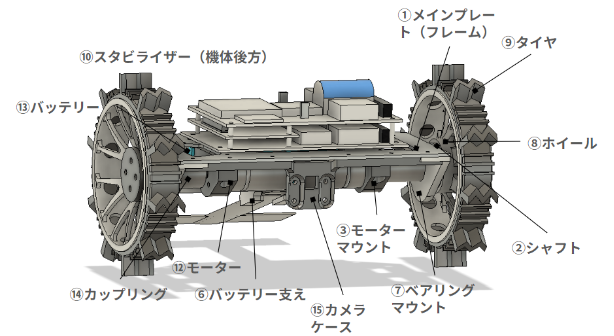 ①メインプレー
ト（フレーム）
⑨タイヤ
⑩スタビライザー（機体後方）
⑬バッテリー
⑧ホイール
②シャフト
③モーター
マウント
⑫モーター
⑭カップリング
⑥バッテリー支え
⑦ベアリング
マウント
⑮カメラ
ケース